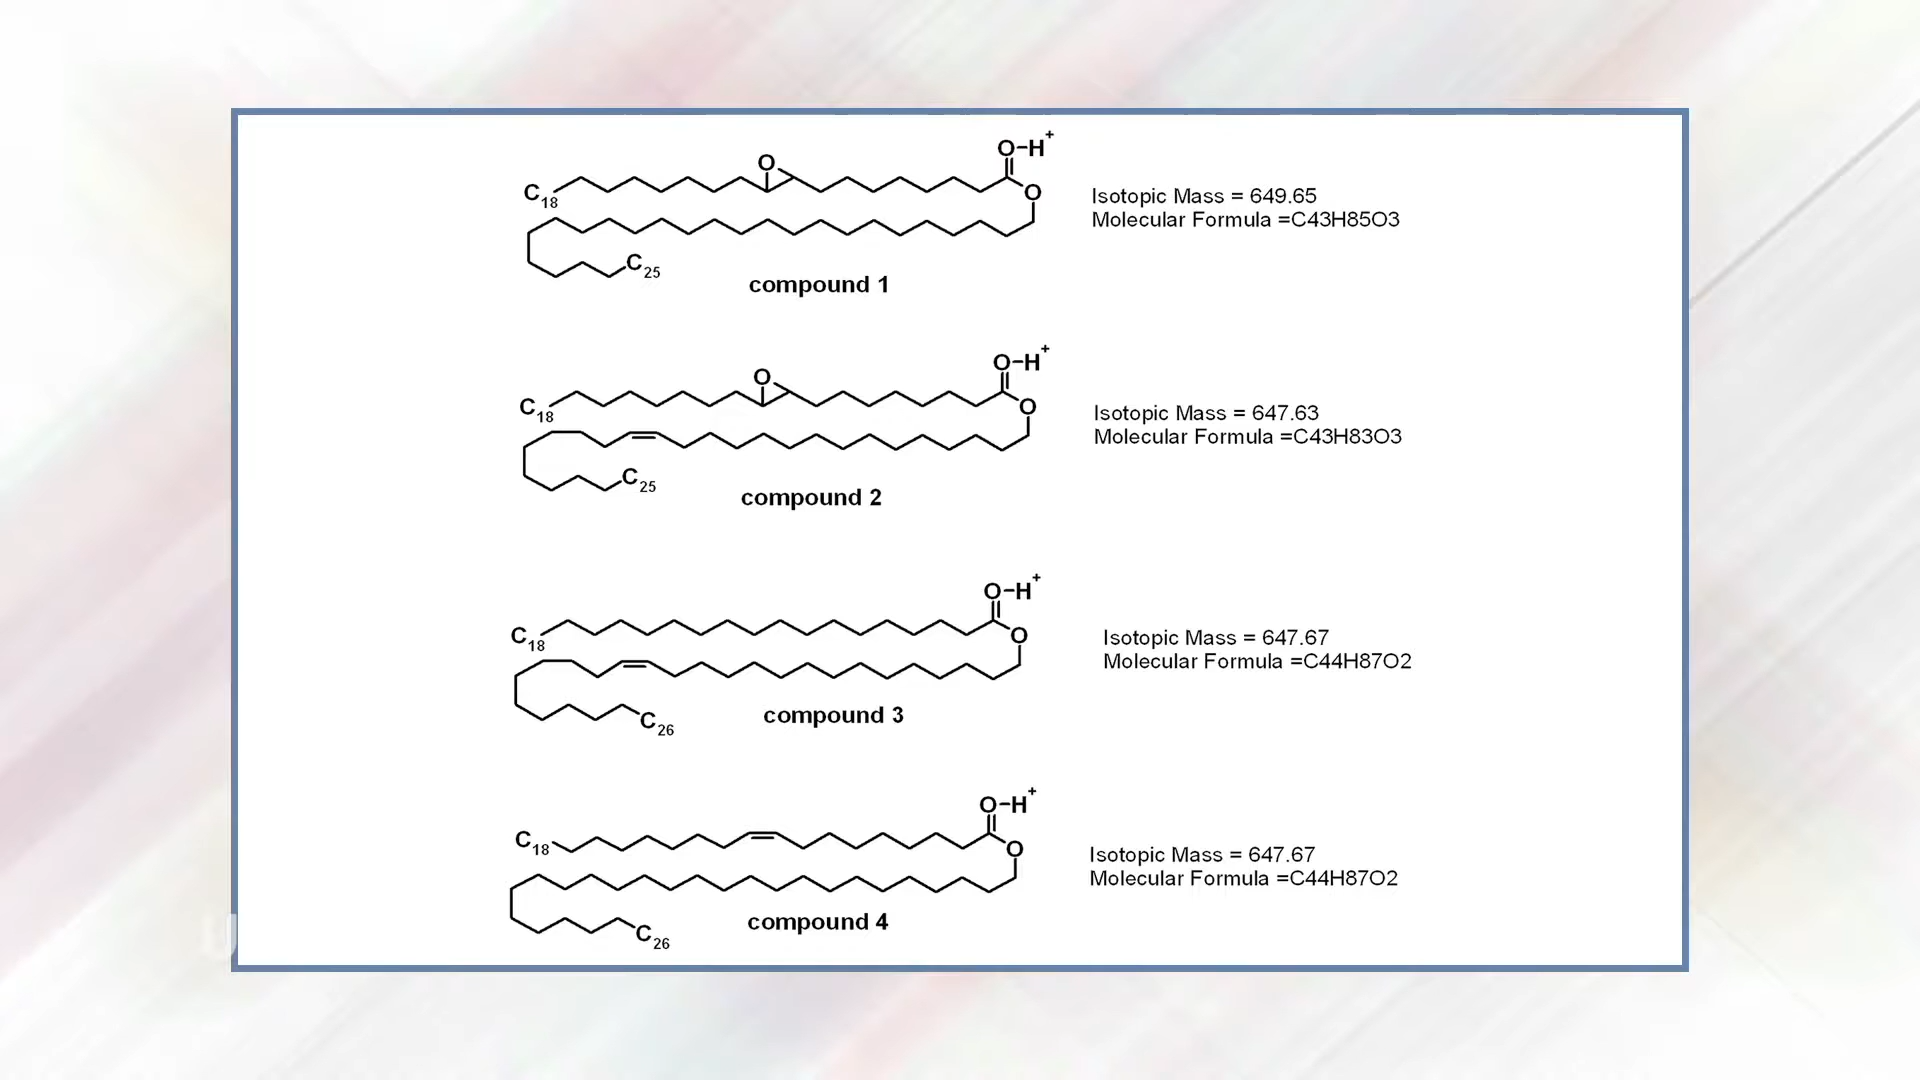 O-H+
O
C18
O
Isotopic Mass = 649.65
Molecular Formula =C43H85O3
C25
compound 1
O-H+
O
C18
O
Isotopic Mass = 647.63
Molecular Formula =C43H83O3
C25
compound 2
O-H+
C18
O
Isotopic Mass = 647.67
Molecular Formula =C44H87O2
C26
compound 3
O-H+
C18
O
Isotopic Mass = 647.67
Molecular Formula =C44H87O2
C26
compound 4